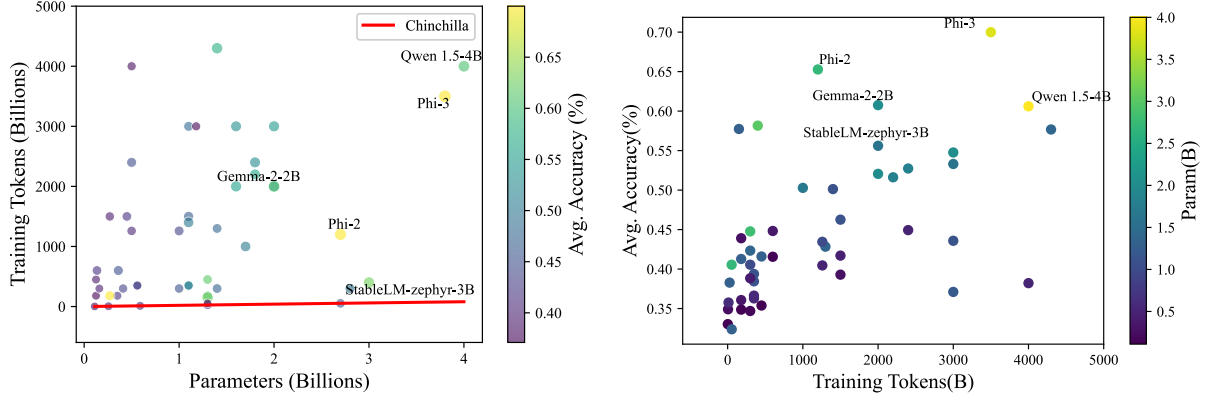 5000
4000
3000
2000
1000
0
Training Tokens (Billions)
0
1
2
3
4
Parameters (Billions)
Chinchilla
Qwen 1.5-4B
Phi-3
Gemma-2-2B
Phi-2
StableLM-zephyr-3B
0.65
0.60
0.55
0.50
0.45
0.40
Avg. Accuracy (%)
0.70
0.65
0.60
0.55
0.50
0.45
0.40
0.35
Avg. Accuracy(%)
0
1000
2000
3000
4000
5000
Training Tokens(B)
Phi-3
Phi-2
Gemma-2-2B
Qwen 1.5-4B
StableLM-zephyr-3B
4.0
3.5
3.0
2.5
2.0
1.5
1.0
0.5
Param(B)